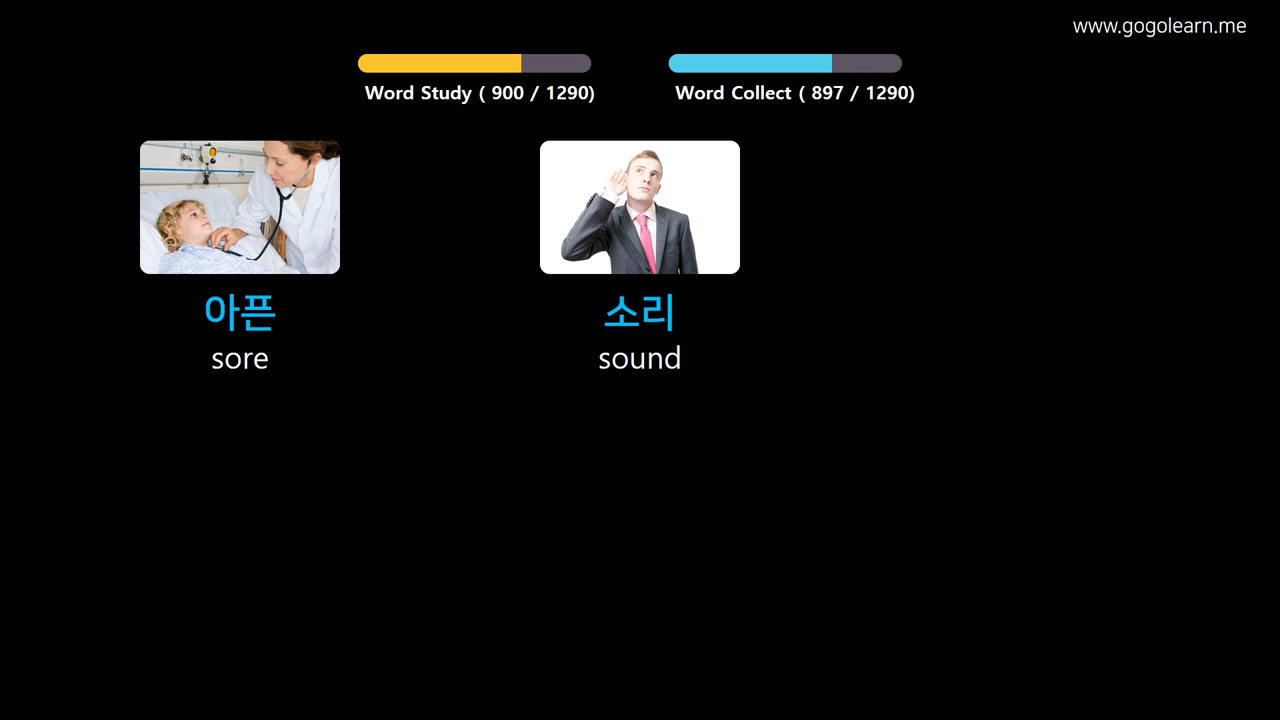 www.gogolearn.me
Word Study ( 900 / 1290)
Word Collect ( 897 / 1290)
아픈
sore
소리
sound